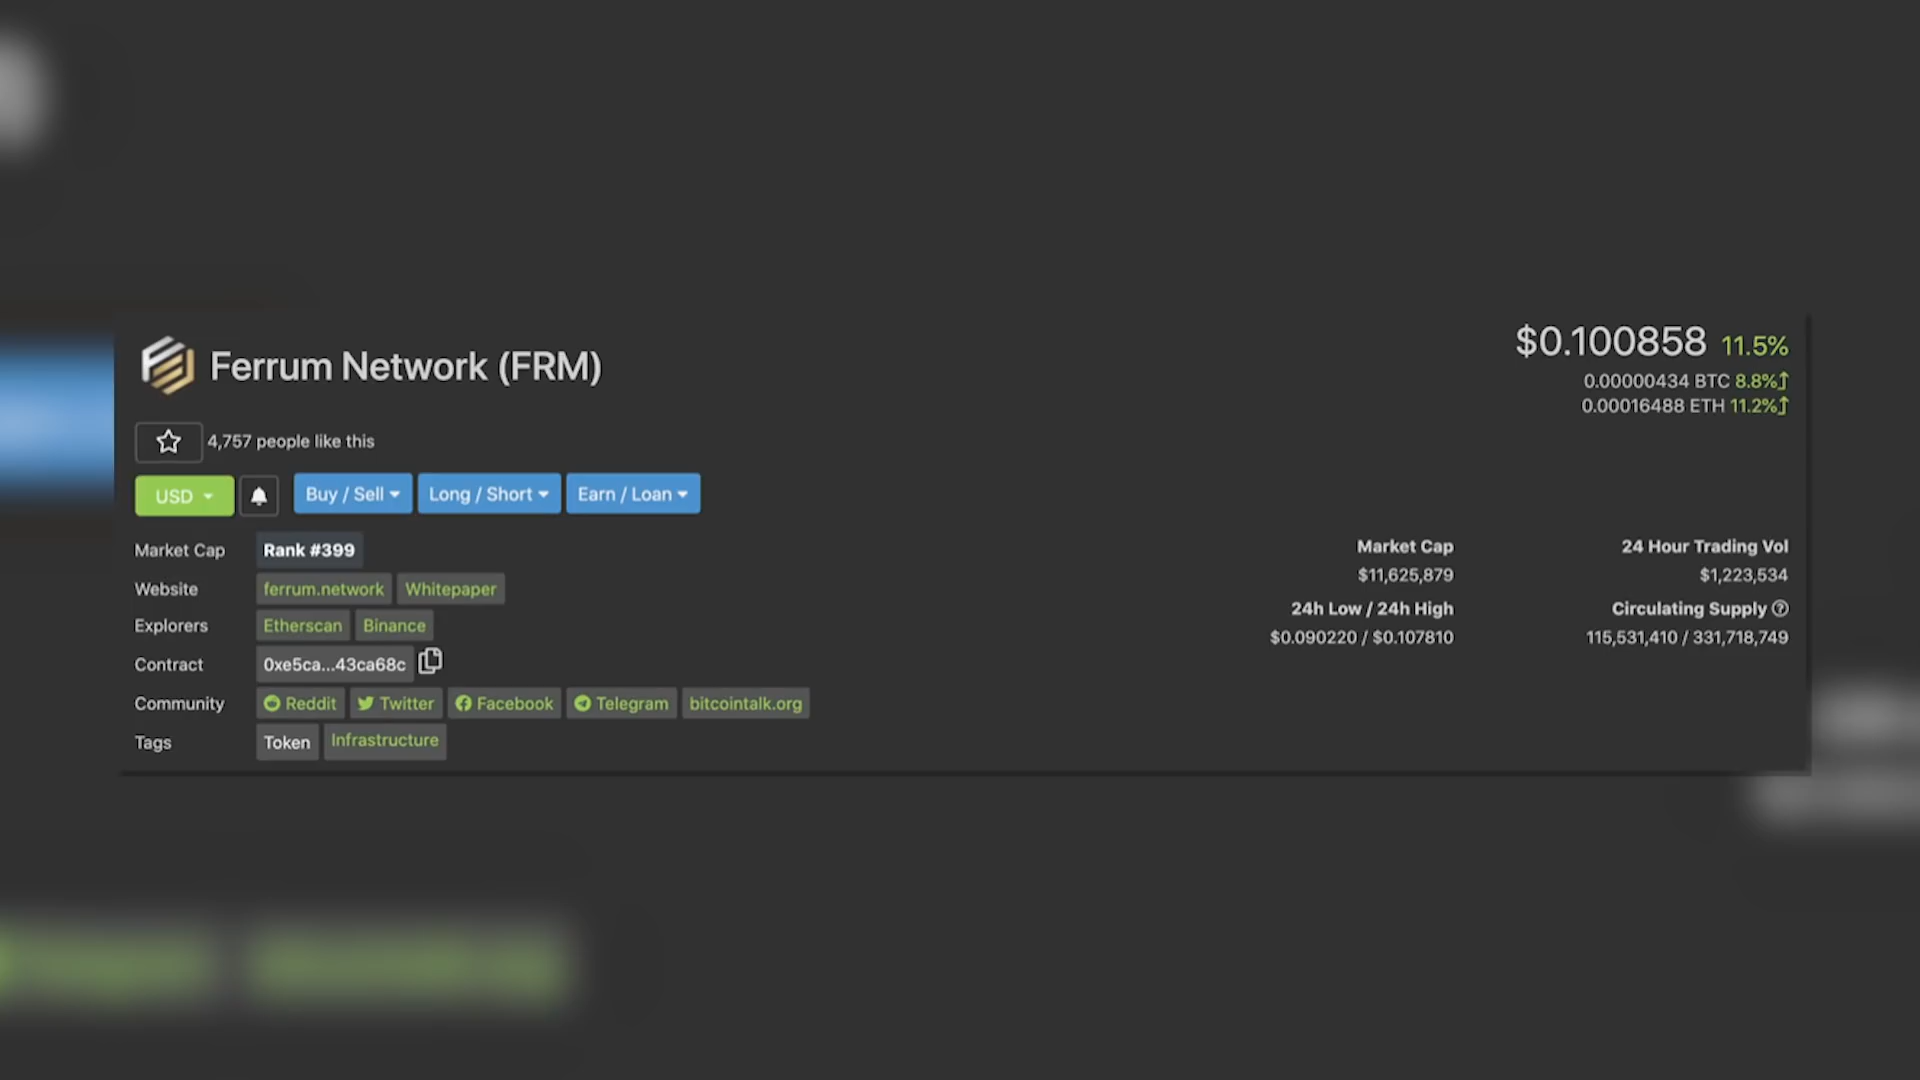 Ferrum Network (FRM)
$0.100858 11.5%
0.00000434 BTC 8.8%
0.00016488 ETH 11.2%
4,757 people like this
USD
Buy / Sell
Long / Short
Earn / Loan
Market Cap Rank #399
Website ferrum.network Whitepaper
Explorers Etherscan Binance
Contract 0xe5ca...43ca68c
Community Reddit Twitter Facebook Telegram bitcointalk.org
Tags Token Infrastructure
Market Cap
$11,625,879
24 Hour Trading Vol
$1,223,534
24h Low / 24h High
$0.090220 / $0.107810
Circulating Supply
115,531,410 / 331,718,749